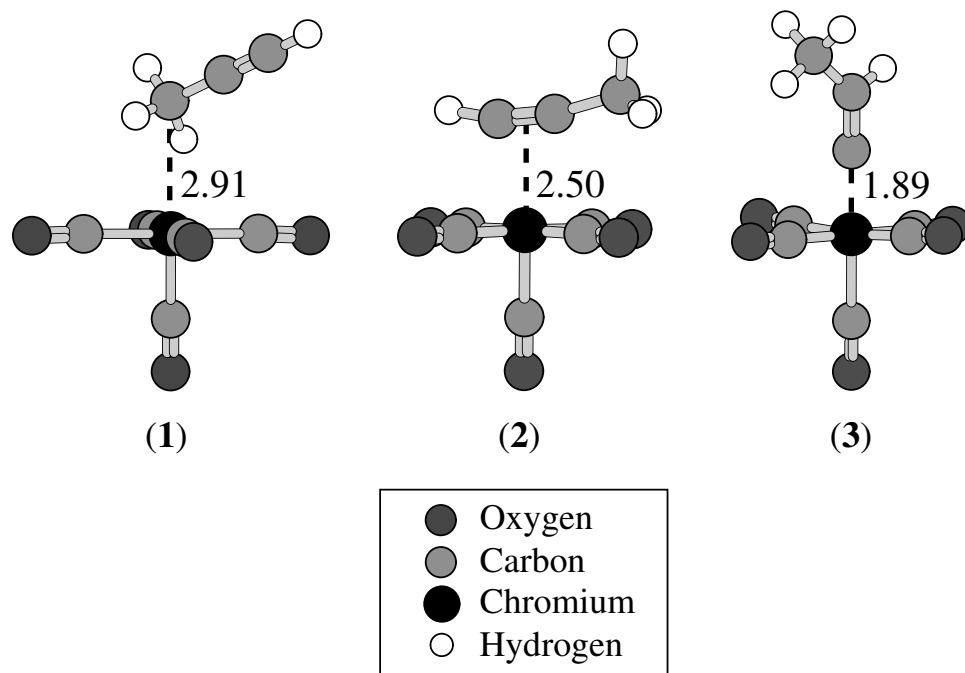 2.91
2.50
1.89
(1)
(2)
(3)
Oxygen
Carbon
Chromium
Hydrogen